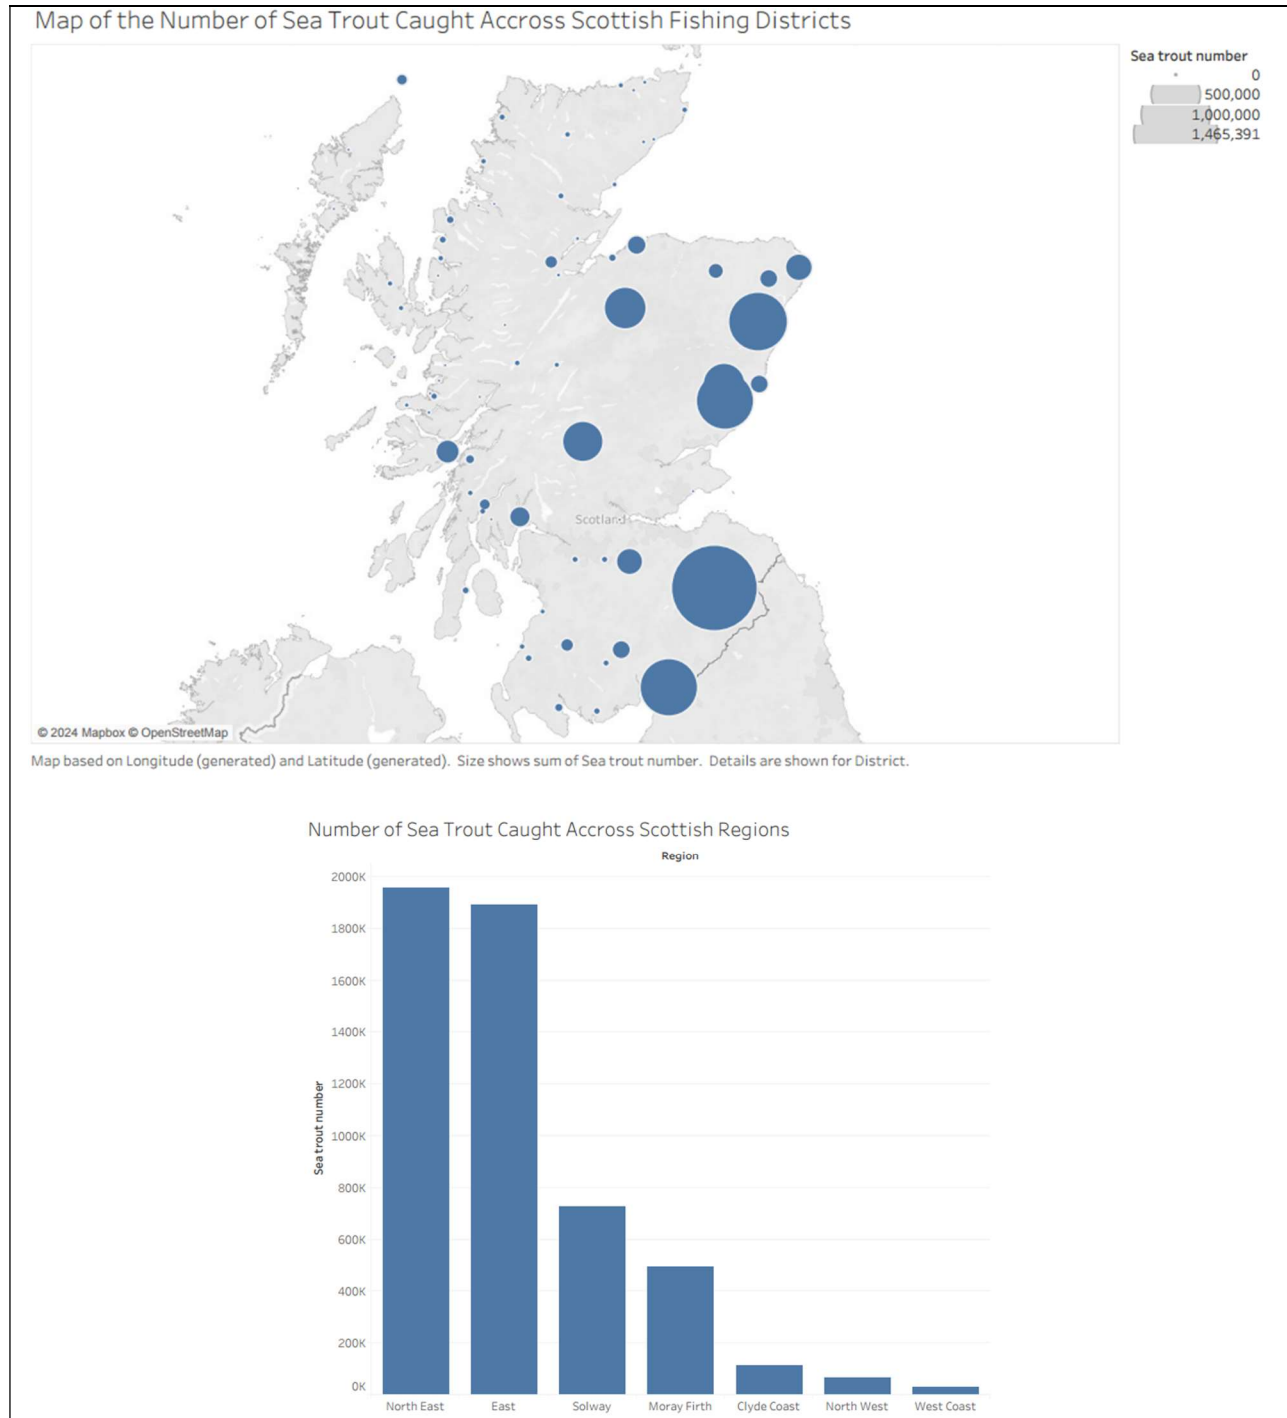 Map of the Number of Sea Trout Caught Accross Scottish Fishing Districts
Sea trout number
0
500,000
1,000,000
1,465,391
Scotland
© 2024 Mapbox © OpenStreetMap
Map based on Longitude (generated) and Latitude (generated). Size shows sum of Sea trout number. Details are shown for District.
Number of Sea Trout Caught Accross Scottish Regions
Region
2000K
1800K
1600K
1400K
1200K
1000K
800K
600K
400K
200K
0K
Sea trout number
North East East Solway Moray Firth Clyde Coast North West West Coast